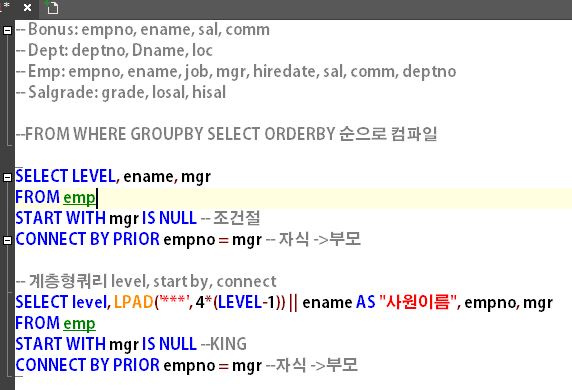 -- Bonus: empno, ename, sal, comm
-- Dept: deptno, Dname, loc
-- Emp: empno, ename, job, mgr, hiredate, sal, comm, deptno
-- Salgrade: grade, losal, hisal
--FROM WHERE GROUPBY SELECT ORDERBY 순으로 컴파일
SELECT LEVEL, ename, mgr
FROM emp
START WITH mgr IS NULL -- 조건절
CONNECT BY PRIOR empno = mgr -- 자식 ->부모
-- 계층형쿼리 level, start by, connect
SELECT level, LPAD('***', 4*(LEVEL-1)) || ename AS "사원이름", empno, mgr
FROM emp
START WITH mgr IS NULL --KING
CONNECT BY PRIOR empno = mgr --자식 ->부모